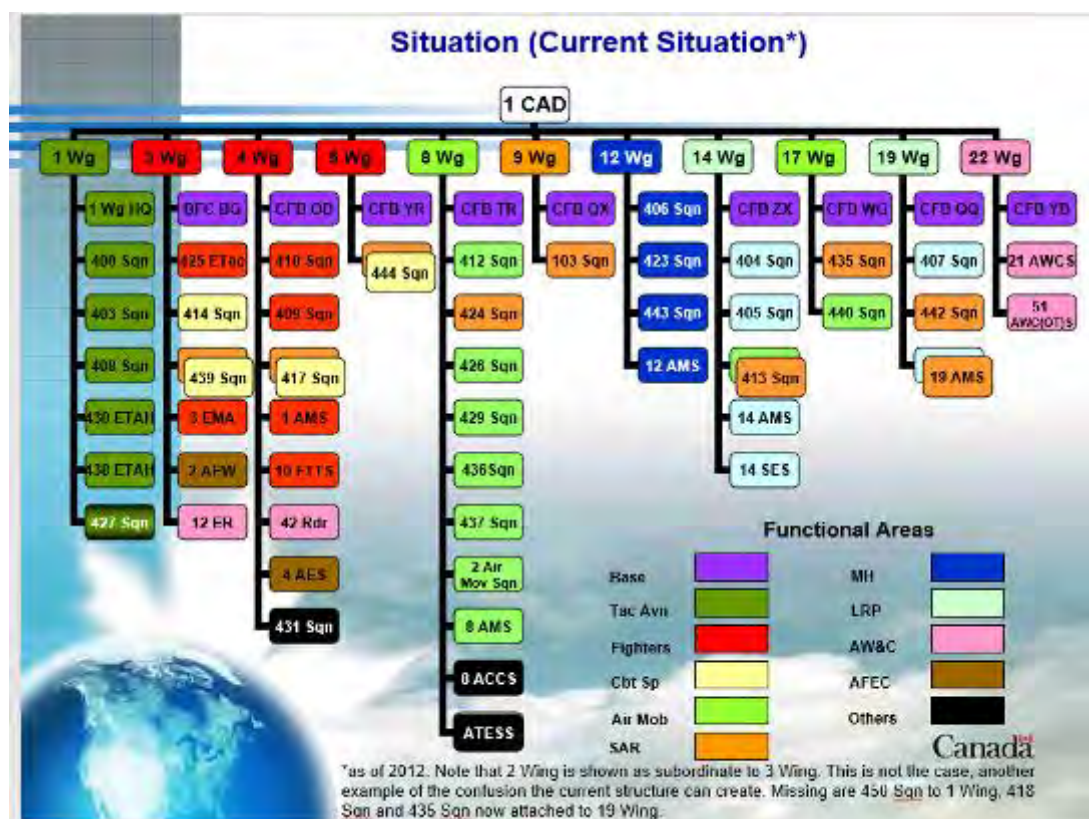 Situation (Current Situation*)
1 CAD
1 Wg 3 Wg 4 Wg 5 Wg 8 Wg 9 Wg 12 Wg 14 Wg 17 Wg 19 Wg 22 Wg
1 Wg HQ BFC BG CFB OD CFB YR CFB TR CFB QX 406 Sqn CFB ZX CFB WG CFB QQ CFB YB
400 Sqn 425 ETac 410 Sqn 444 Sqn 412 Sqn 103 Sqn 423 Sqn 404 Sqn 435 Sqn 407 Sqn 21 AWCS
403 Sqn 414 Sqn 409 Sqn 424 Sqn 443 Sqn 405 Sqn 440 Sqn 442 Sqn 51
AWC(OT)S
408 Sqn 439 Sqn 417 Sqn 426 Sqn 12 AMS 413 Sqn 19 AMS
430 ETAH 3 EMA 1 AMS 429 Sqn 14 AMS
438 ETAH 2 AEW 10 FTTS 436 Sqn 14 SES
427 Sqn 12 ER 42 Rdr 437 Sqn
4 AES 2 Air
Mov Sqn
431 Sqn 8 AMS
8 ACCS
ATESS
Functional Areas
Base MH
Tac Avn LRP
Fighters AW&C
Cbt Sp AFEC
Air Mob Others
SAR
Canada
*as of 2012. Note that 2 Wing is shown as subordinate to 3 Wing. This is not the case, another
example of the confusion the current structure can create. Missing are 450 Sqn to 1 Wing, 418
Sqn and 435 Sqn now attached to 19 Wing.